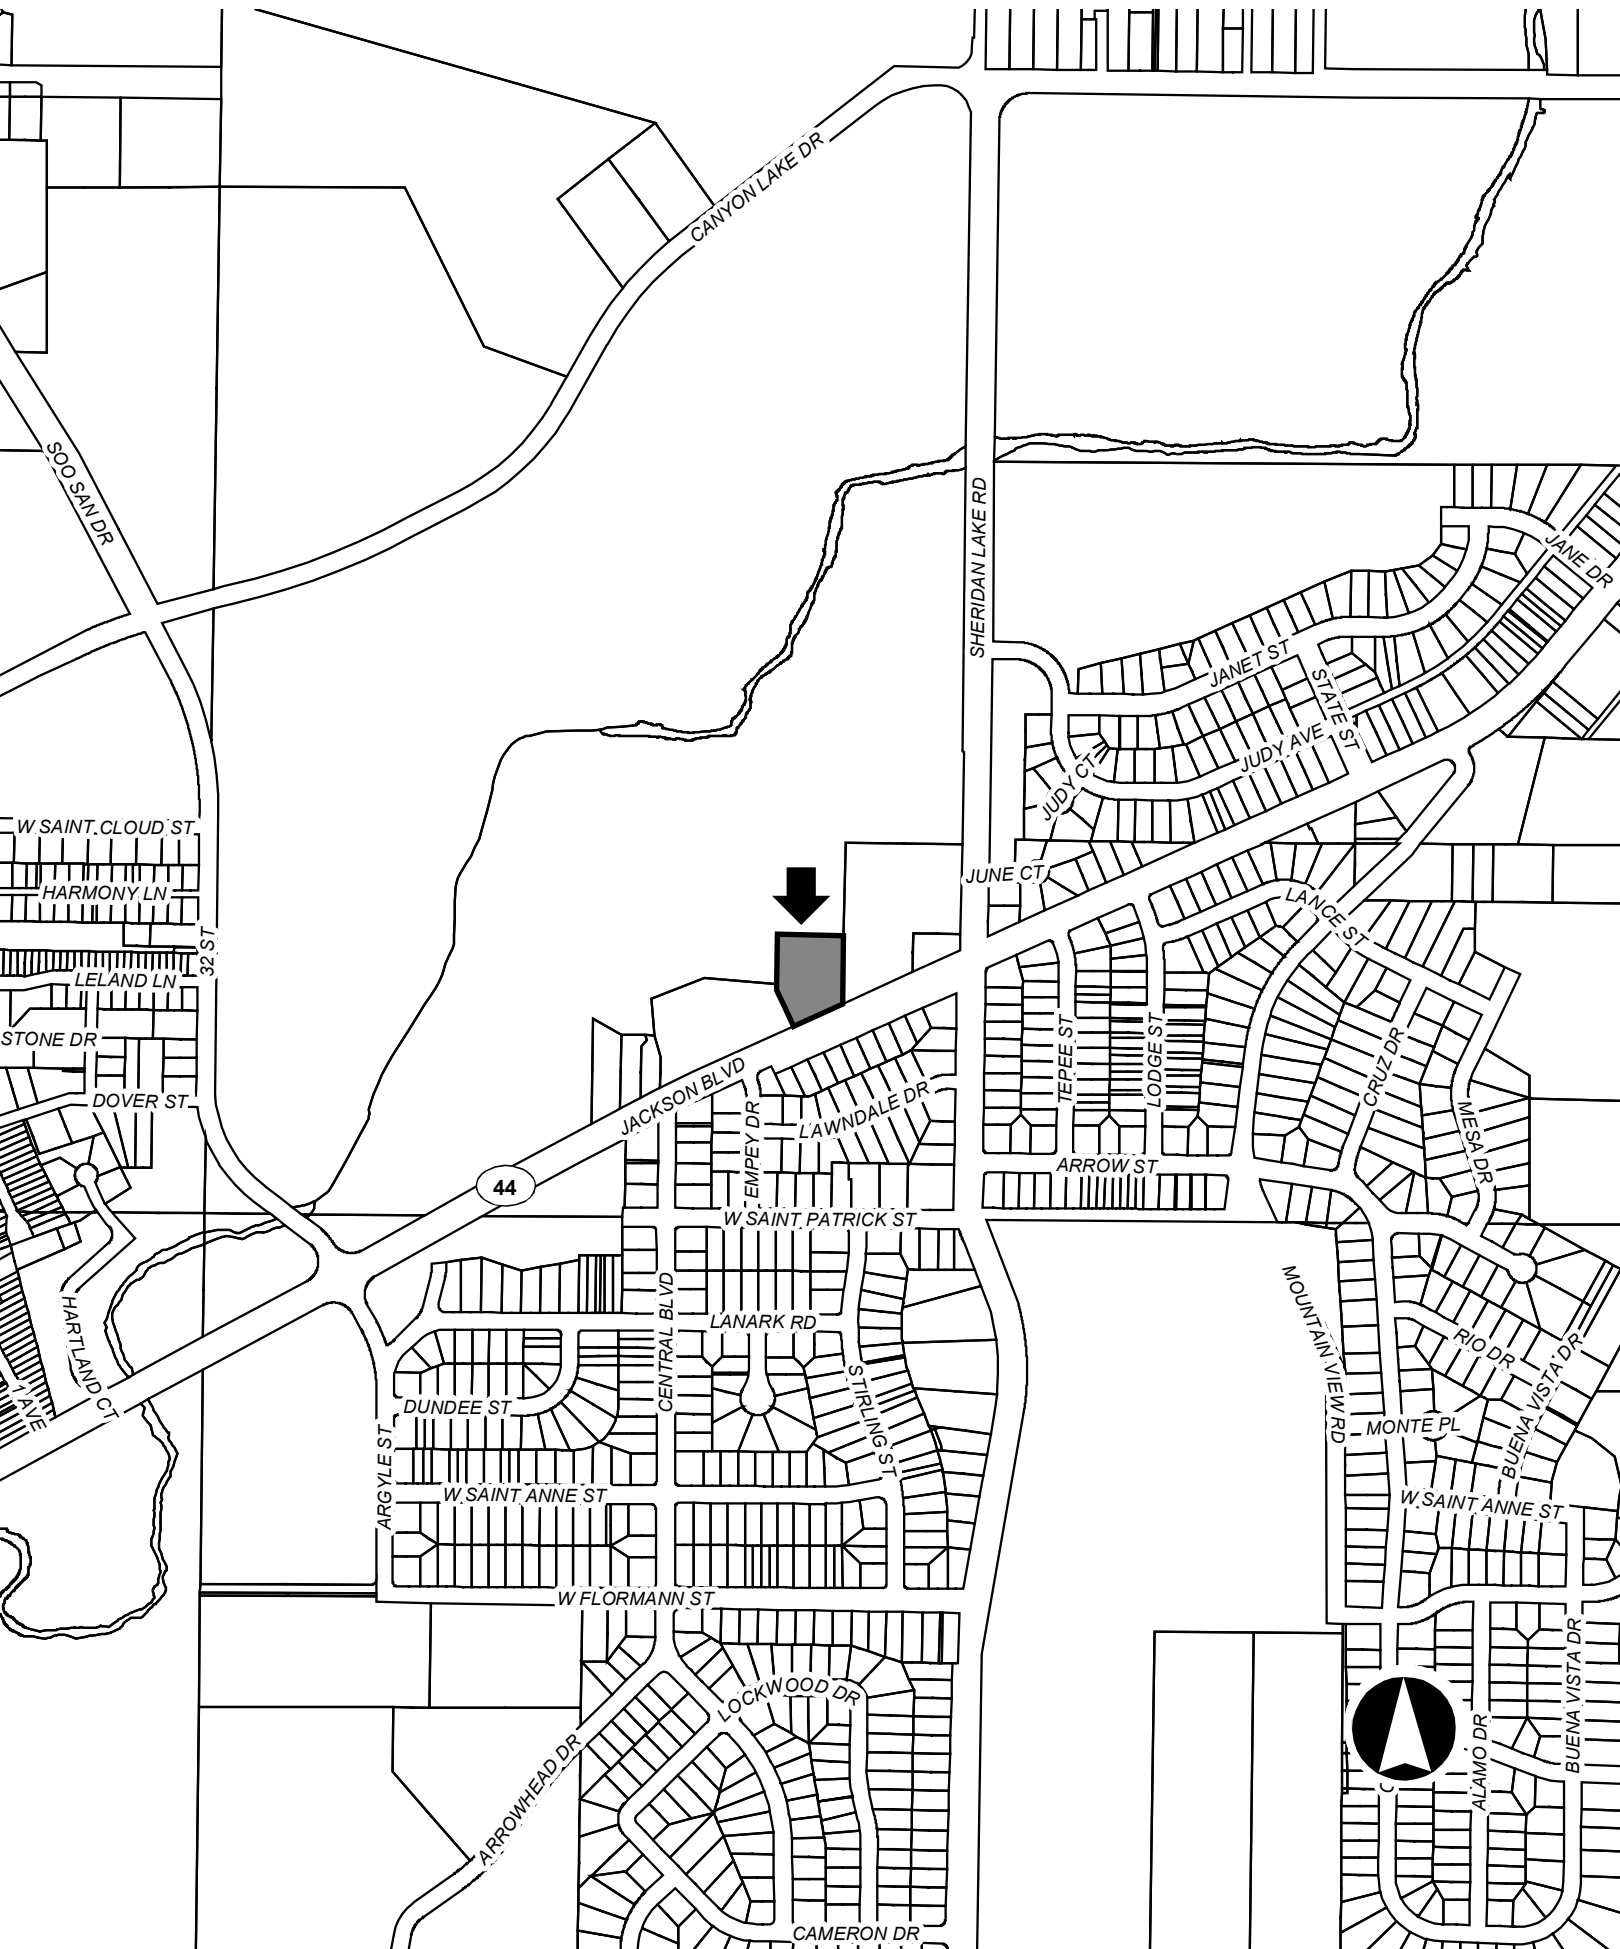 CANYON LAKE DR
SOO SAN DR
SHERIDAN LAKE RD
JANE DR
JANET ST
STATE ST
JUDY AVE
JUDY CT
W SAINT CLOUD ST
JUNE CT
HARMONY LN
LANCE ST
32 ST
LELAND LN
STONE DR
TEPEE ST
LODGE ST
CRUZ DR
JACKSON BLVD
DOVER ST
LAWNDALE DR
EMPEY DR
MESA DR
ARROW ST
44
W SAINT PATRICK ST
HARTLAND CT
CENTRAL BLVD
LANARK RD
MOUNTAIN VIEW RD
RIO DR
BUENA VISTA DR
STIRLING ST
1 AVE
DUNDEE ST
MONTE PL
ARGYLE ST
W SAINT ANNE ST
W SAINT ANNE ST
W FLORMANN ST
BUENA VISTA DR
LOCKWOOD DR
ALAMO DR
ARROWHEAD DR
C
CAMERON DR